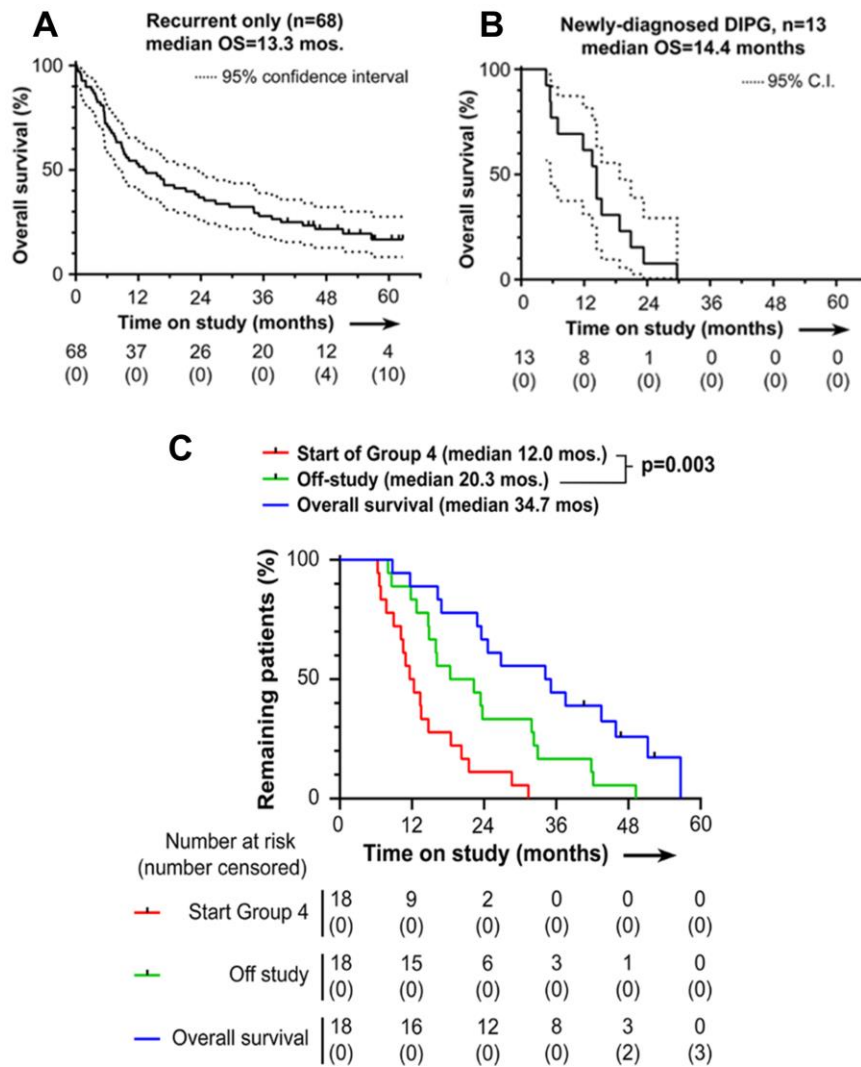 A
Recurrent only (n=68)
median OS=13.3 mos.
100
50
0
Overall survival (%)
95% confidence interval
0 12 24 36 48 60
Time on study (months)
68 37 26 20 12 4
(0) (0) (0) (0) (4) (10)
B
Newly-diagnosed DIPG, n=13
median OS=14.4 months
100
50
0
Overall survival (%)
95% C.I.
0 12 24 36 48 60
Time on study (months)
13 8 1 0 0 0
(0) (0) (0) (0) (0) (0)
C
Start of Group 4 (median 12.0 mos.)
Off-study (median 20.3 mos.)
p=0.003
Overall survival (median 34.7 mos)
100
50
0
Remaining patients (%)
0 12 24 36 48 60
Time on study (months)
Number at risk
(number censored)
Start Group 4
18 9 2 0 0 0
(0) (0) (0) (0) (0) (0)
Off study
18 15 6 3 1 0
(0) (0) (0) (0) (0) (0)
Overall survival
18 16 12 8 3 0
(0) (0) (0) (0) (2) (3)